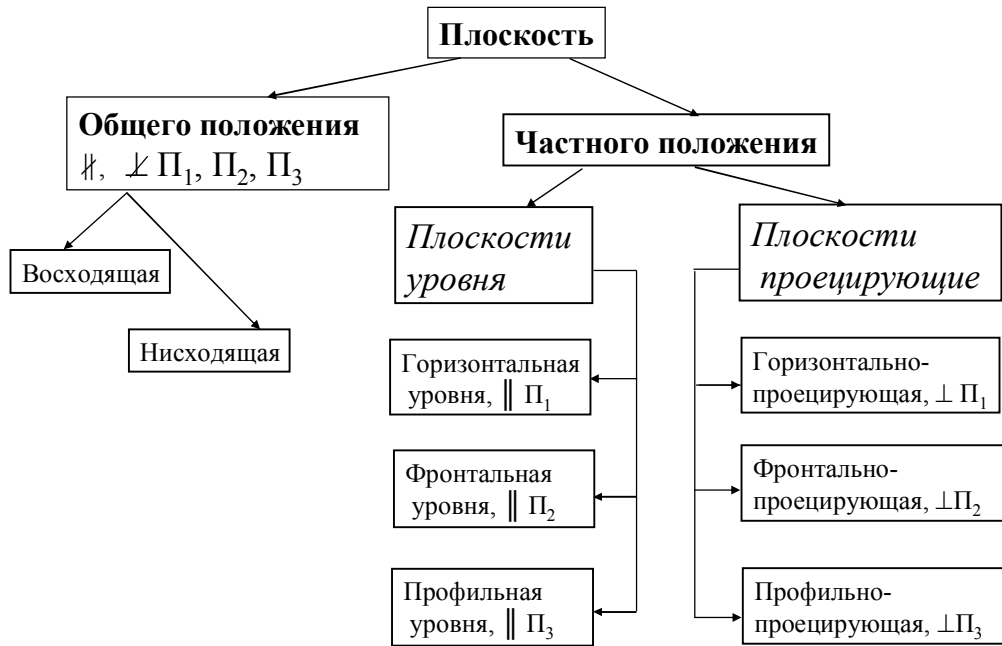 Плоскость
Общего положения
∦, ⊥̸ П₁, П₂, П₃
Частного положения
Восходящая
Нисходящая
Плоскости
уровня
Горизонтальная
уровня, ∥ П₁
Фронтальная
уровня, ∥ П₂
Профильная
уровня, ∥ П₃
Плоскости
проецирующие
Горизонтально-
проецирующая, ⊥ П₁
Фронтально-
проецирующая, ⊥П₂
Профильно-
проецирующая, ⊥П₃